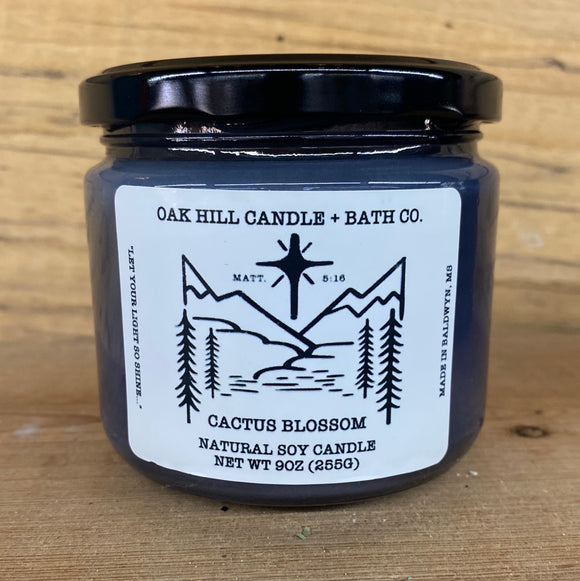 OAK HILL CANDLE + BATH CO.
MATT. 5:16
"LET YOUR LIGHT SO SHINE..."
MADE IN BALDWYN, MS
CACTUS BLOSSOM
NATURAL SOY CANDLE
NET WT 9OZ (255G)